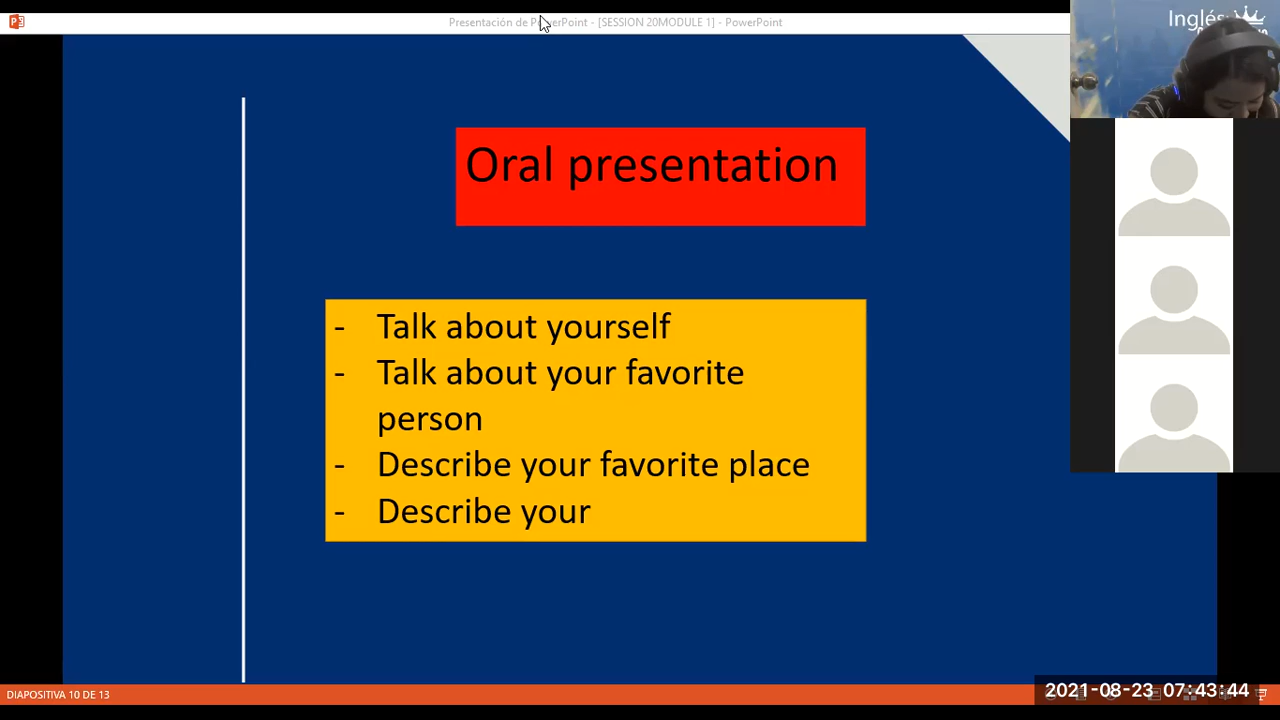 Presentación de PowerPoint - [SESSION 20MODULE 1] - PowerPoint
Inglés
Oral presentation
- Talk about yourself
- Talk about your favorite
person
- Describe your favorite place
- Describe your
DIAPOSITIVA 10 DE 13
2021-08-23 07:43:44